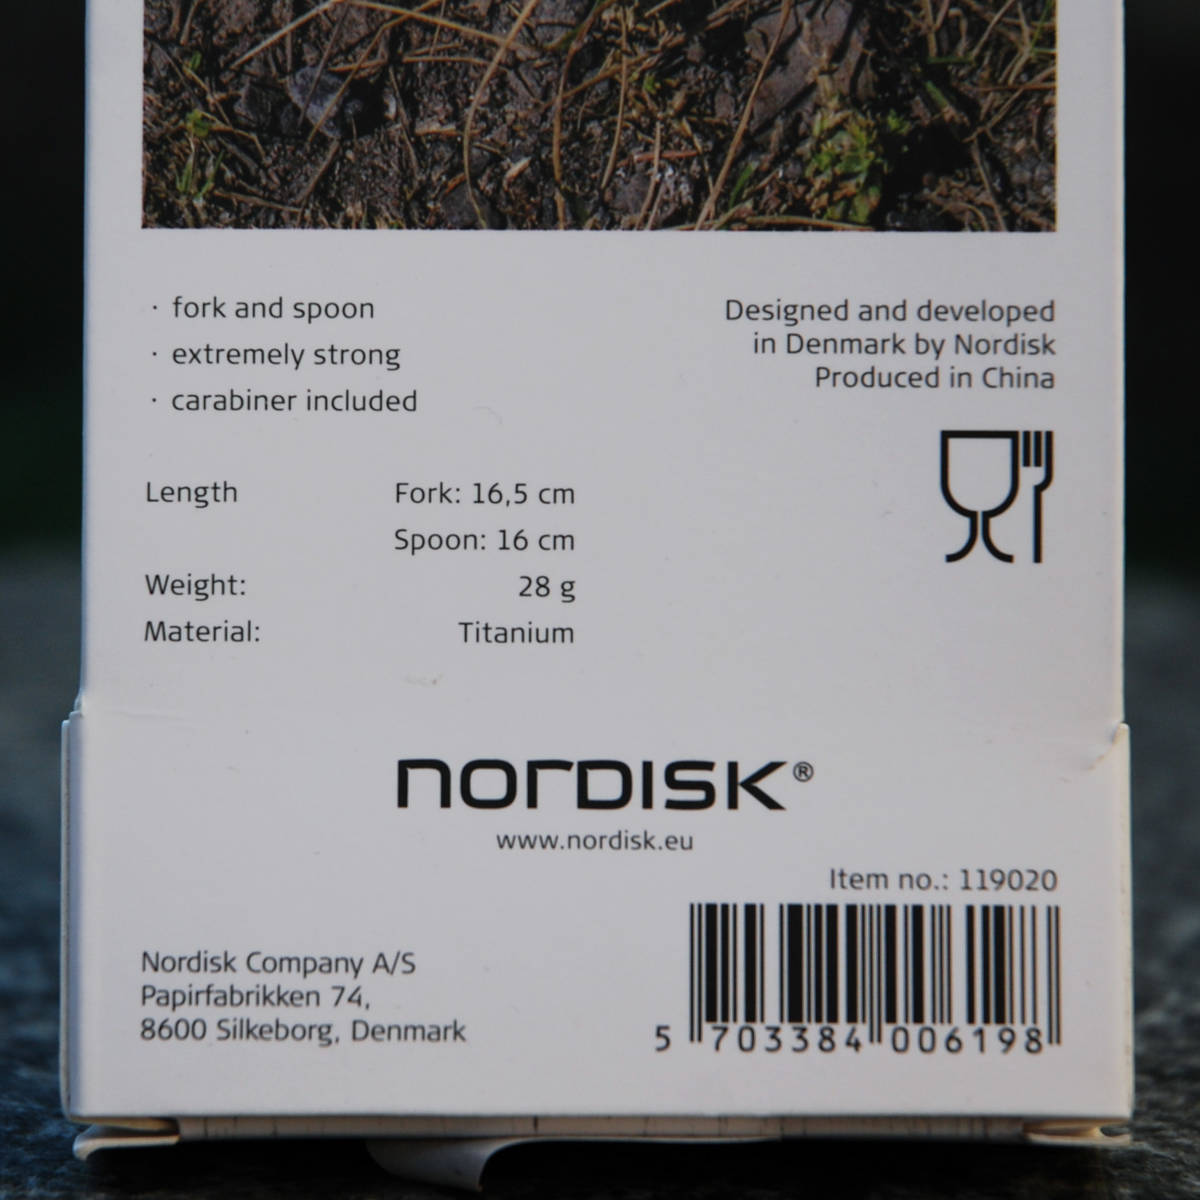 · fork and spoon
· extremely strong
· carabiner included
Designed and developed
in Denmark by Nordisk
Produced in China
Length Fork: 16,5 cm
Spoon: 16 cm
Weight: 28 g
Material: Titanium
NORDISK®
www.nordisk.eu
Item no.: 119020
Nordisk Company A/S
Papirfabrikken 74,
8600 Silkeborg, Denmark
5 703384 006198